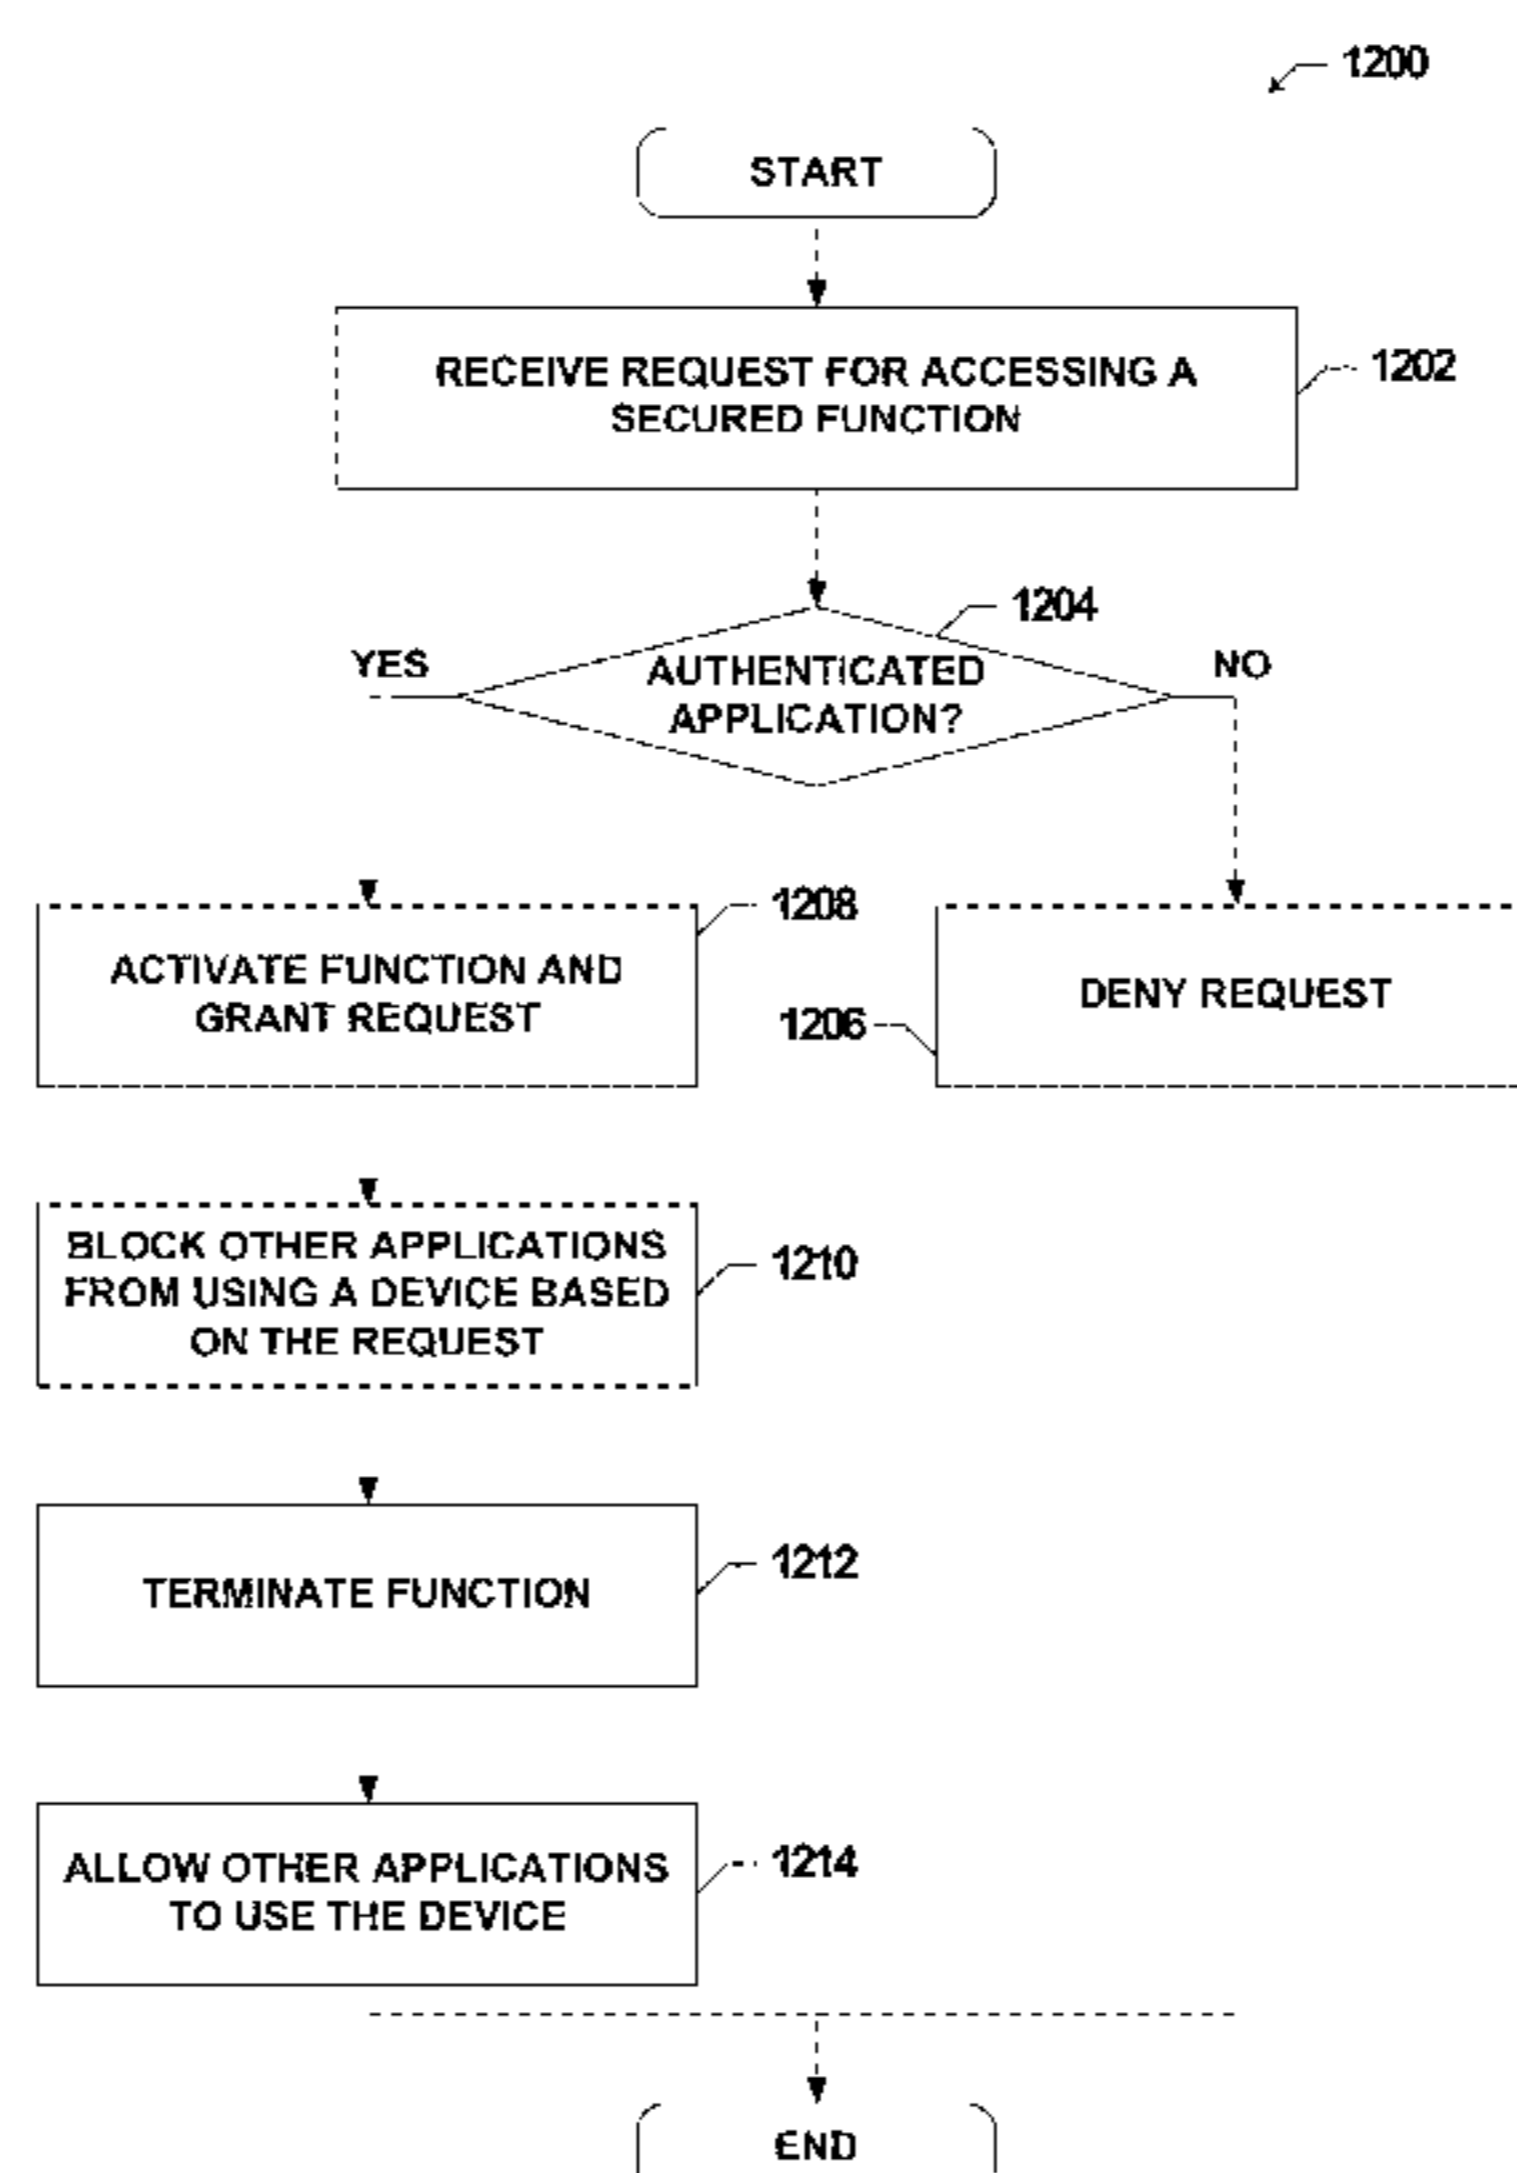 1200
START
RECEIVE REQUEST FOR ACCESSING A
SECURED FUNCTION
1202
1204
YES
AUTHENTICATED
APPLICATION?
NO
1208
ACTIVATE FUNCTION AND
GRANT REQUEST
DENY REQUEST
1206
BLOCK OTHER APPLICATIONS
FROM USING A DEVICE BASED
ON THE REQUEST
1210
TERMINATE FUNCTION
1212
ALLOW OTHER APPLICATIONS
TO USE THE DEVICE
1214
END